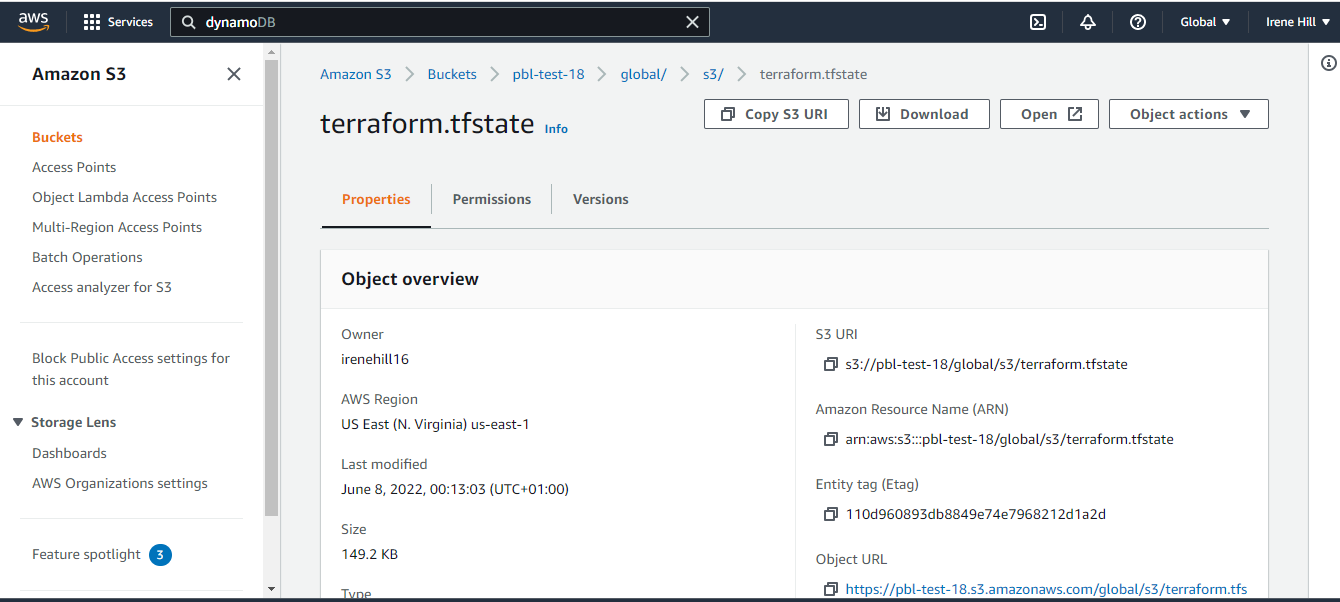 aws
Services
dynamoDB
Global
Irene Hill
Amazon S3
Buckets
Access Points
Object Lambda Access Points
Multi-Region Access Points
Batch Operations
Access analyzer for S3
Block Public Access settings for
this account
Storage Lens
Dashboards
AWS Organizations settings
Feature spotlight 3
Amazon S3 > Buckets > pbl-test-18 > global/ > s3/ > terraform.tfstate
terraform.tfstate Info
Copy S3 URI
Download
Open
Object actions
Properties
Permissions
Versions
Object overview
Owner
irenehill16
AWS Region
US East (N. Virginia) us-east-1
Last modified
June 8, 2022, 00:13:03 (UTC+01:00)
Size
149.2 KB
Type
S3 URI
s3://pbl-test-18/global/s3/terraform.tfstate
Amazon Resource Name (ARN)
arn:aws:s3:::pbl-test-18/global/s3/terraform.tfstate
Entity tag (Etag)
110d960893db8849e74e7968212d1a2d
Object URL
https://pbl-test-18.s3.amazonaws.com/global/s3/terraform.tfs